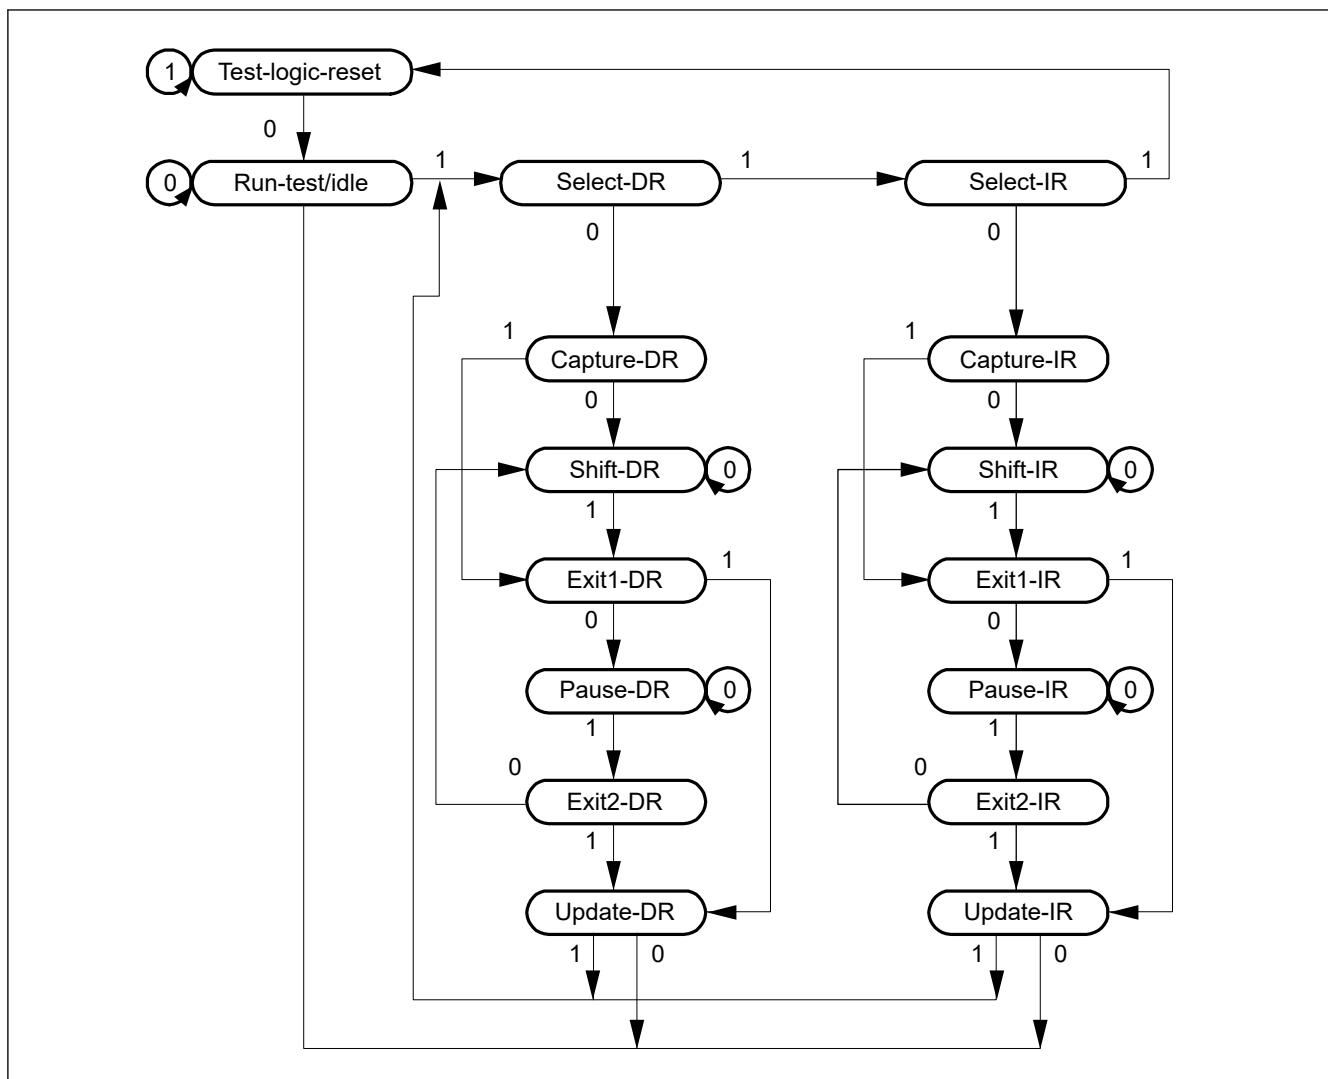 1 Test-logic-reset
0
0 Run-test/idle 1 Select-DR 1 Select-IR 1
0 0
1 1
Capture-DR Capture-IR
0 0
Shift-DR 0 Shift-IR 0
1 1
Exit1-DR 1 Exit1-IR 1
0 0
Pause-DR 0 Pause-IR 0
1 1
0 0
Exit2-DR Exit2-IR
1 1
Update-DR Update-IR
1 0 1 0